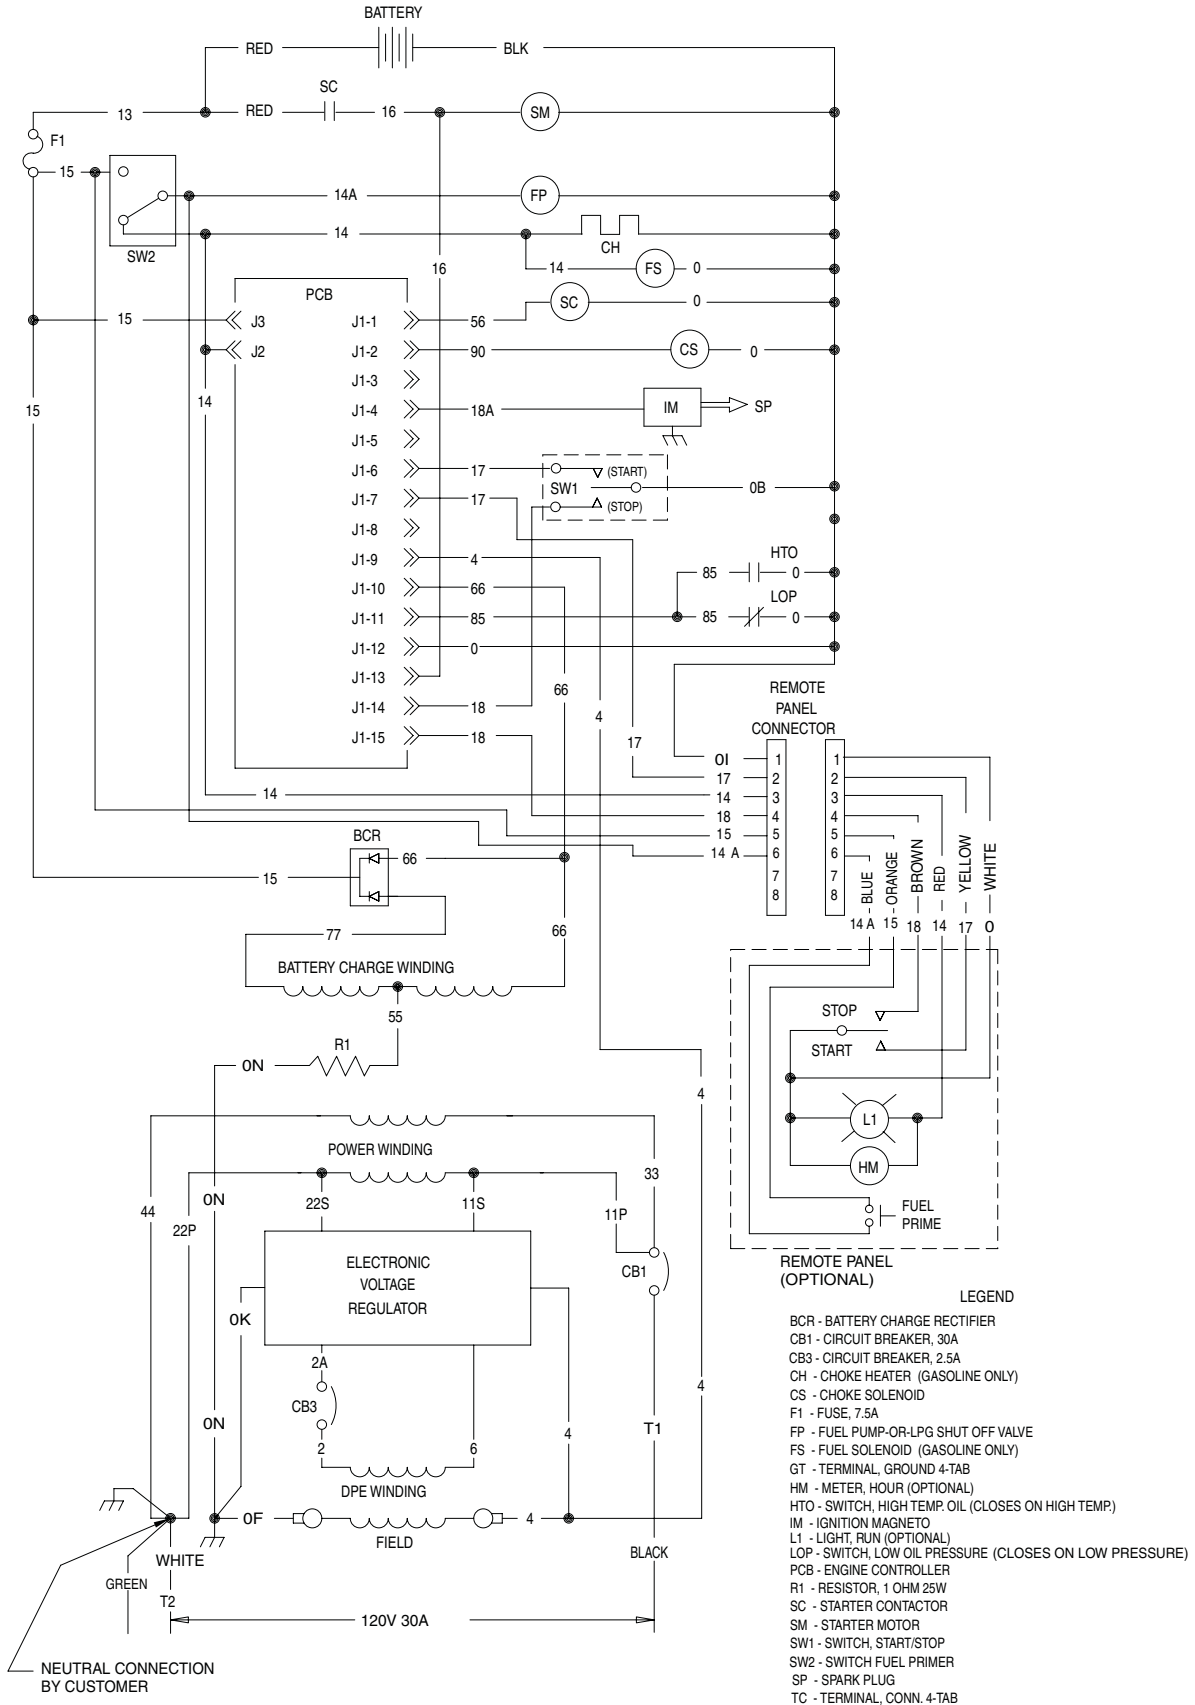 BATTERY
RED
BLK
SC
13
RED
16
SM
F1
15
14A
FP
14
SW2
CH
16
14
FS
0
PCB
SC
0
15
J3
J1-1
56
J2
J1-2
90
CS
0
J1-3
15
14
J1-4
18A
IM
SP
J1-5
J1-6
17
(START)
SW1
0B
J1-7
17
(STOP)
J1-8
HTO
J1-9
4
85
0
J1-10
66
LOP
J1-11
85
85
0
J1-12
0
J1-13
66
4
REMOTE
PANEL
CONNECTOR
J1-14
18
J1-15
18
17
0I
1
1
17
2
2
14
14
3
3
18
4
4
15
5
5
14 A
6
6
7
7
8
8
BLUE
ORANGE
BROWN
RED
YELLOW
WHITE
14 A
15
18
14
17
0
BCR
66
15
77
66
BATTERY CHARGE WINDING
55
R1
0N
STOP
START
4
L1
HM
POWER WINDING
44
22P
0N
22S
11S
11P
33
FUEL
PRIME
ELECTRONIC
VOLTAGE
REGULATOR
CB1
REMOTE PANEL
(OPTIONAL)
0K
2A
CB3
0N
2
6
4
4
T1
DPE WINDING
0F
4
FIELD
WHITE
BLACK
GREEN
T2
120V 30A
NEUTRAL CONNECTION
BY CUSTOMER
LEGEND
BCR - BATTERY CHARGE RECTIFIER
CB1 - CIRCUIT BREAKER, 30A
CB3 - CIRCUIT BREAKER, 2.5A
CH - CHOKE HEATER (GASOLINE ONLY)
CS - CHOKE SOLENOID
F1 - FUSE, 7.5A
FP - FUEL PUMP-OR-LPG SHUT OFF VALVE
FS - FUEL SOLENOID (GASOLINE ONLY)
GT - TERMINAL, GROUND 4-TAB
HM - METER, HOUR (OPTIONAL)
HTO - SWITCH, HIGH TEMP. OIL (CLOSES ON HIGH TEMP.)
IM - IGNITION MAGNETO
L1 - LIGHT, RUN (OPTIONAL)
LOP - SWITCH, LOW OIL PRESSURE (CLOSES ON LOW PRESSURE)
PCB - ENGINE CONTROLLER
R1 - RESISTOR, 1 OHM 25W
SC - STARTER CONTACTOR
SM - STARTER MOTOR
SW1 - SWITCH, START/STOP
SW2 - SWITCH FUEL PRIMER
SP - SPARK PLUG
TC - TERMINAL, CONN. 4-TAB